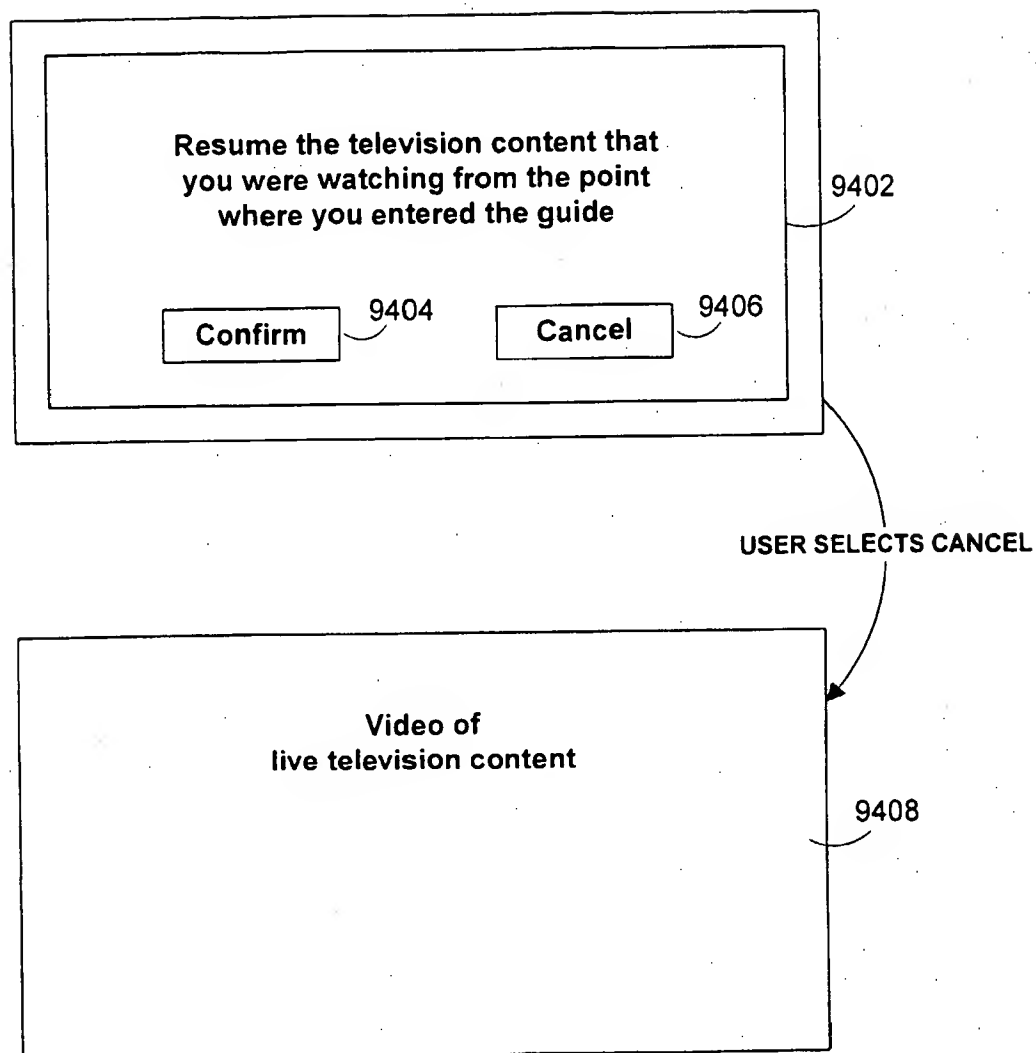 Resume the television content that
you were watching from the point
where you entered the guide
9402
Confirm
9404
Cancel
9406
USER SELECTS CANCEL
Video of
live television content
9408